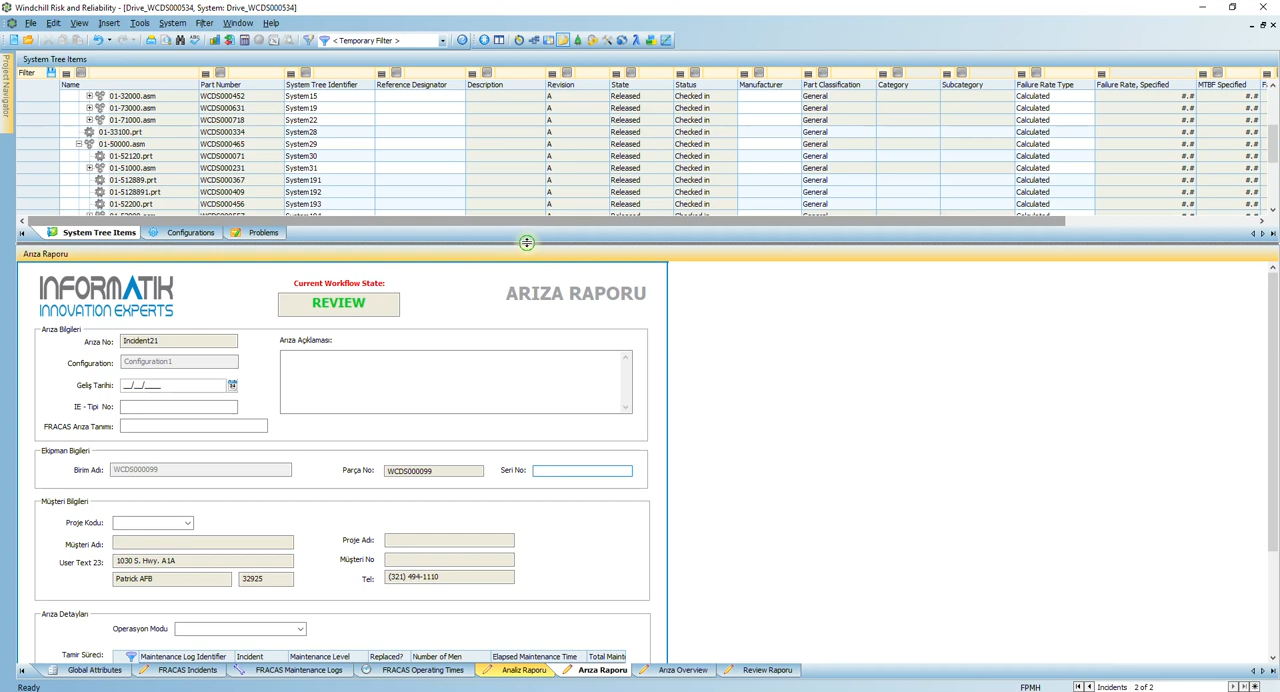 Windchill Risk and Reliability - [Drive_WCDS000534, System: Drive_WCDS000534]
File Edit View Insert Tools System Filter Window Help
< Temporary Filter >
Project Navigator
System Tree Items
Filter
Name Part Number System Tree Identifier Reference Designator Description Revision State Status Manufacturer Part Classification Category Subcategory Failure Rate Type Failure Rate, Specified MTBF Specified Fa
01-32000.asm WCDS000452 System15 A Released Checked in General Calculated #.# #.#
01-73000.asm WCDS000631 System19 A Released Checked in General Calculated #.# #.#
01-71000.asm WCDS000718 System22 A Released Checked in General Calculated #.# #.#
01-33100.prt WCDS000334 System28 A Released Checked in General Calculated #.# #.#
01-50000.asm WCDS000465 System29 A Released Checked in General Calculated #.# #.#
01-52120.prt WCDS000071 System30 A Released Checked in General Calculated #.# #.#
01-51000.asm WCDS000231 System31 A Released Checked in General Calculated #.# #.#
01-512889.prt WCDS000367 System191 A Released Checked in General Calculated #.# #.#
01-5128891.prt WCDS000409 System192 A Released Checked in General Calculated #.# #.#
01-52200.prt WCDS000456 System193 A Released Checked in General Calculated #.# #.#
System Tree Items Configurations Problems
Arıza Raporu
INFORMATIK
INNOVATION EXPERTS
Current Workflow State:
REVIEW
ARIZA RAPORU
Arıza Bilgileri
Arıza No: Incident21
Arıza Açıklaması:
Configuration: Configuration1
Geliş Tarihi: __/__/____
IE - Tipi No:
FRACAS Arıza Tanımı:
Ekipman Bigileri
Birim Adı: WCDS000099 Parça No: WCDS000099 Seri No:
Müşteri Bilgileri
Proje Kodu:
Proje Adı:
Müşteri Adı:
Müşteri No
User Text 23: 1030 S. Hwy. A1A
Patrick AFB 32925
Tel: (321) 494-1110
Arıza Detayları
Operasyon Modu
Tamir Süreci: Maintenance Log Identifier Incident Maintenance Level Replaced? Number of Men Elapsed Maintenance Time Total Maint
Global Attributes FRACAS Incidents FRACAS Maintenance Logs FRACAS Operating Times Analiz Raporu Arıza Raporu Arıza Overview Review Raporu
Ready FPMH Incidents 2 of 2